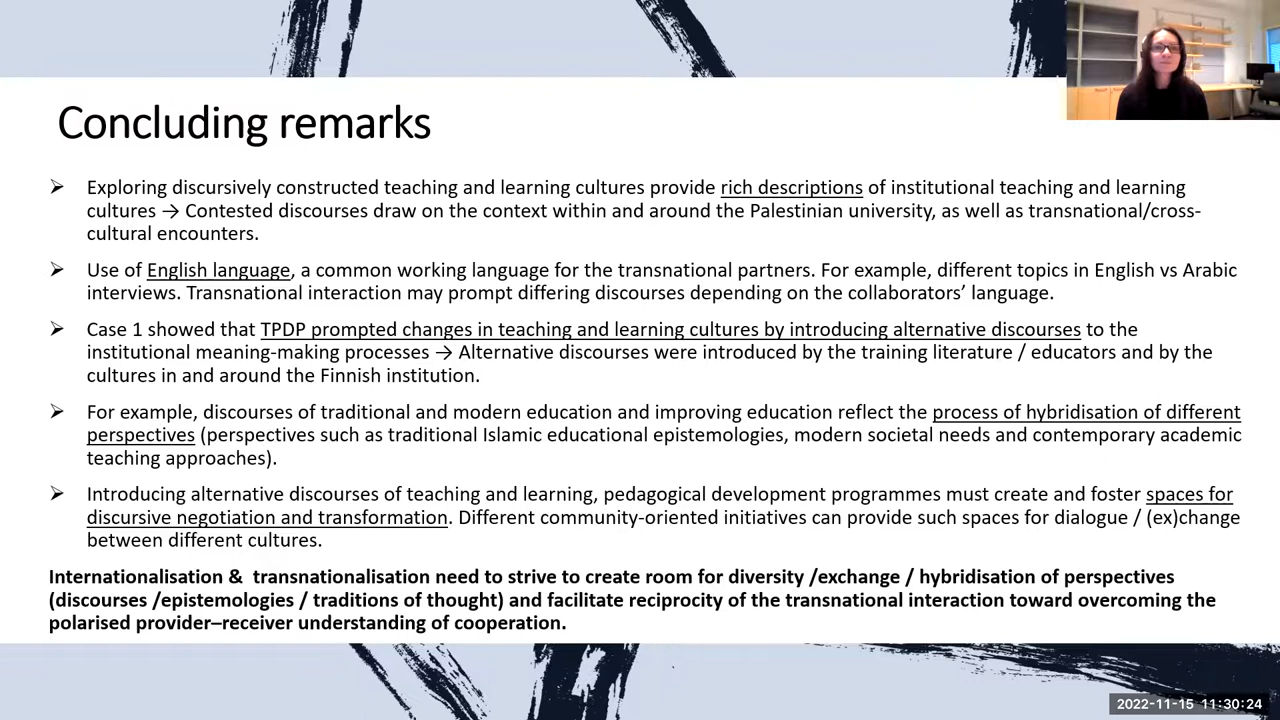 Concluding remarks
➢ Exploring discursively constructed teaching and learning cultures provide rich descriptions of institutional teaching and learning
cultures → Contested discourses draw on the context within and around the Palestinian university, as well as transnational/cross-
cultural encounters.
➢ Use of English language, a common working language for the transnational partners. For example, different topics in English vs Arabic
interviews. Transnational interaction may prompt differing discourses depending on the collaborators’ language.
➢ Case 1 showed that TPDP prompted changes in teaching and learning cultures by introducing alternative discourses to the
institutional meaning-making processes → Alternative discourses were introduced by the training literature / educators and by the
cultures in and around the Finnish institution.
➢ For example, discourses of traditional and modern education and improving education reflect the process of hybridisation of different
perspectives (perspectives such as traditional Islamic educational epistemologies, modern societal needs and contemporary academic
teaching approaches).
➢ Introducing alternative discourses of teaching and learning, pedagogical development programmes must create and foster spaces for
discursive negotiation and transformation. Different community-oriented initiatives can provide such spaces for dialogue / (ex)change
between different cultures.
Internationalisation & transnationalisation need to strive to create room for diversity /exchange / hybridisation of perspectives
(discourses /epistemologies / traditions of thought) and facilitate reciprocity of the transnational interaction toward overcoming the
polarised provider–receiver understanding of cooperation.
2022-11-15 11:30:24